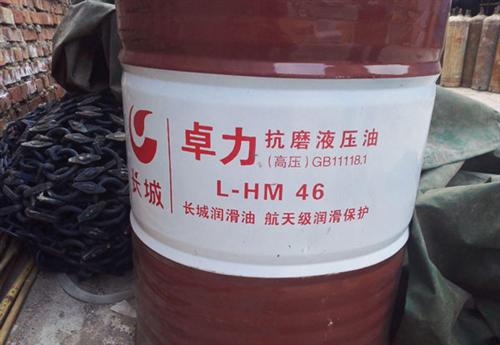 长城
卓力 抗磨液压油
(高压) GB11118.1
L-HM 46
长城润滑油 航天级润滑保护